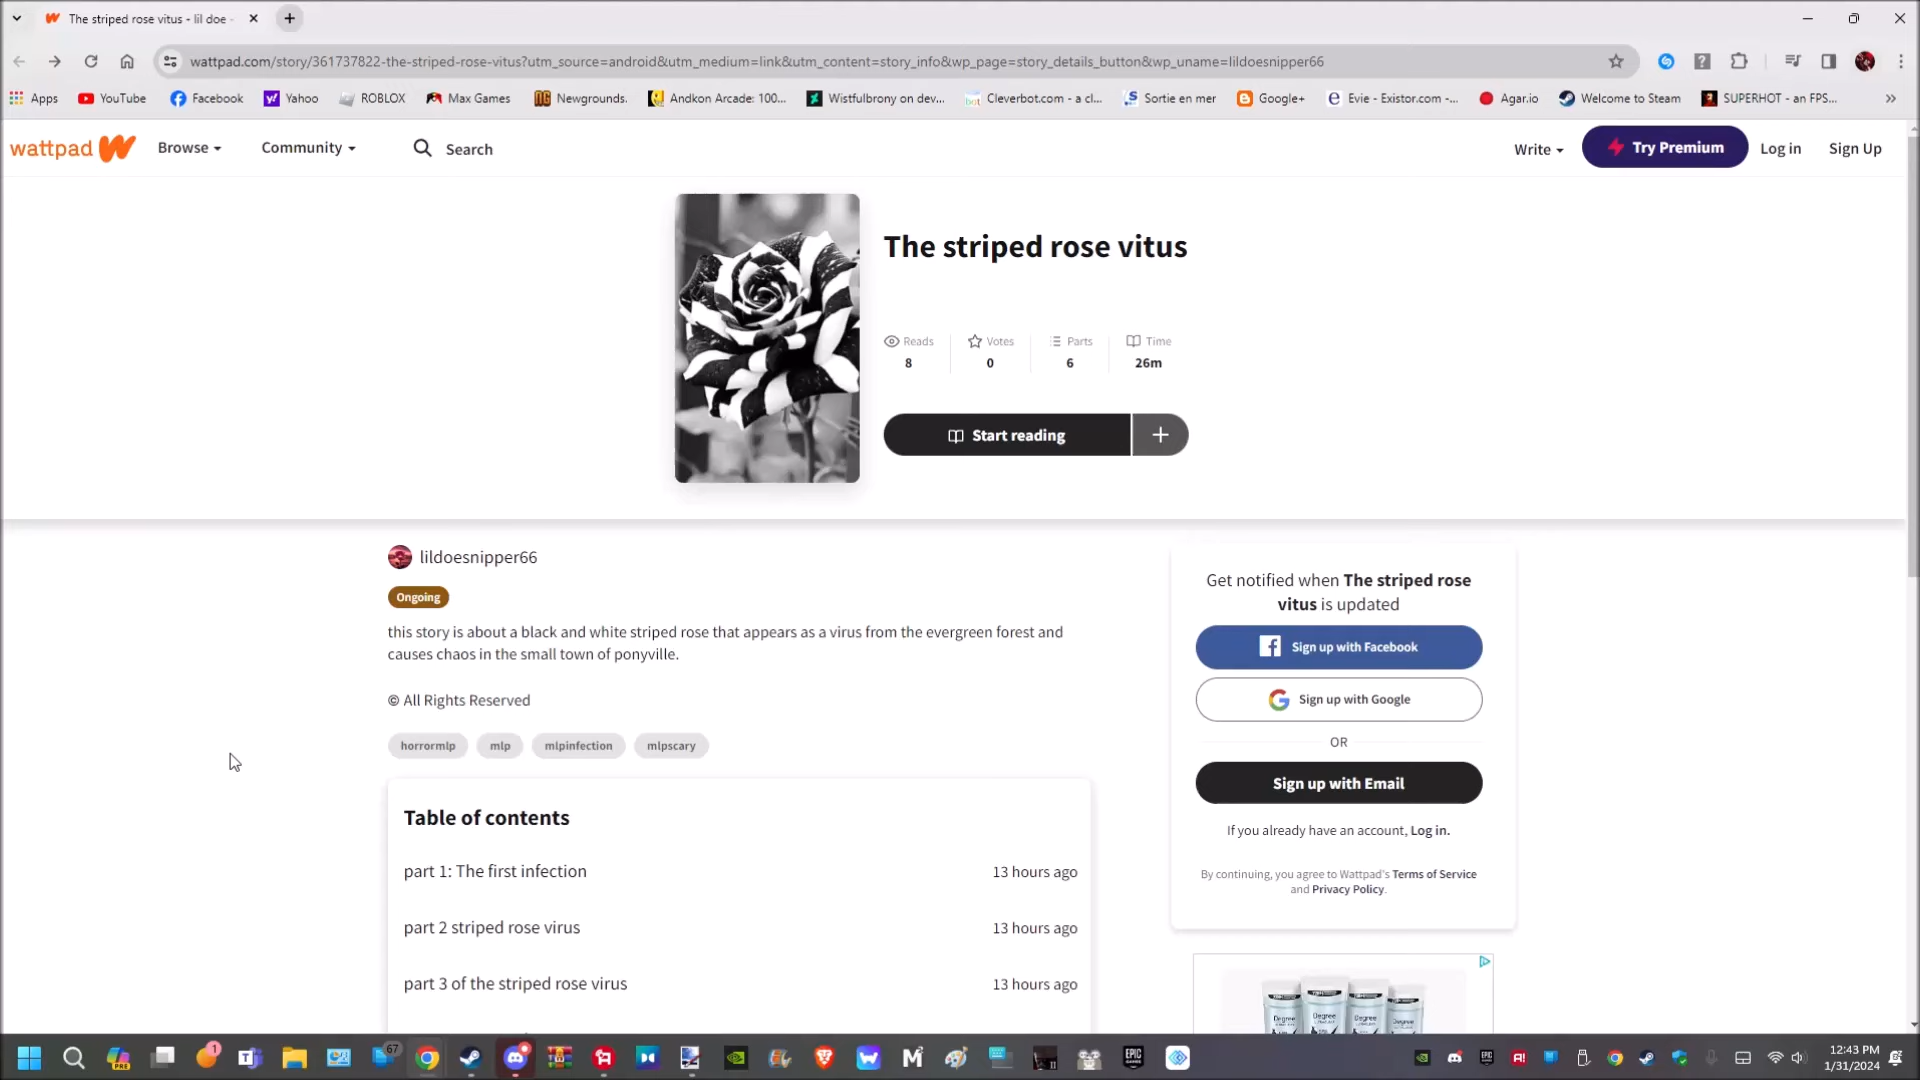 The striped rose vitus - lil doe -
wattpad.com/story/361737822-the-striped-rose-vitus?utm_source=android&utm_medium=link&utm_content=story_info&wp_page=story_details_button&wp_uname=lildoesnipper66
Apps YouTube Facebook Yahoo ROBLOX Max Games Newgrounds. Andkon Arcade: 100... Wistfulbrony on dev... Cleverbot.com - a cl... Sortie en mer Google+ Evie - Existor.com -... Agar.io Welcome to Steam SUPERHOT - an FPS... »
wattpad Browse Community Search Write Try Premium Log in Sign Up
The striped rose vitus
Reads Votes Parts Time
8 0 6 26m
Start reading +
lildoesnipper66
Ongoing
this story is about a black and white striped rose that appears as a virus from the evergreen forest and
causes chaos in the small town of ponyville.
© All Rights Reserved
horrormlp mlp mlpinfection mlpscary
Table of contents
part 1: The first infection 13 hours ago
part 2 striped rose virus 13 hours ago
part 3 of the striped rose virus 13 hours ago
Get notified when The striped rose
vitus is updated
Sign up with Facebook
Sign up with Google
OR
Sign up with Email
If you already have an account, Log in.
By continuing, you agree to Wattpad's Terms of Service
and Privacy Policy.
Degree Degree
12:43 PM
1/31/2024